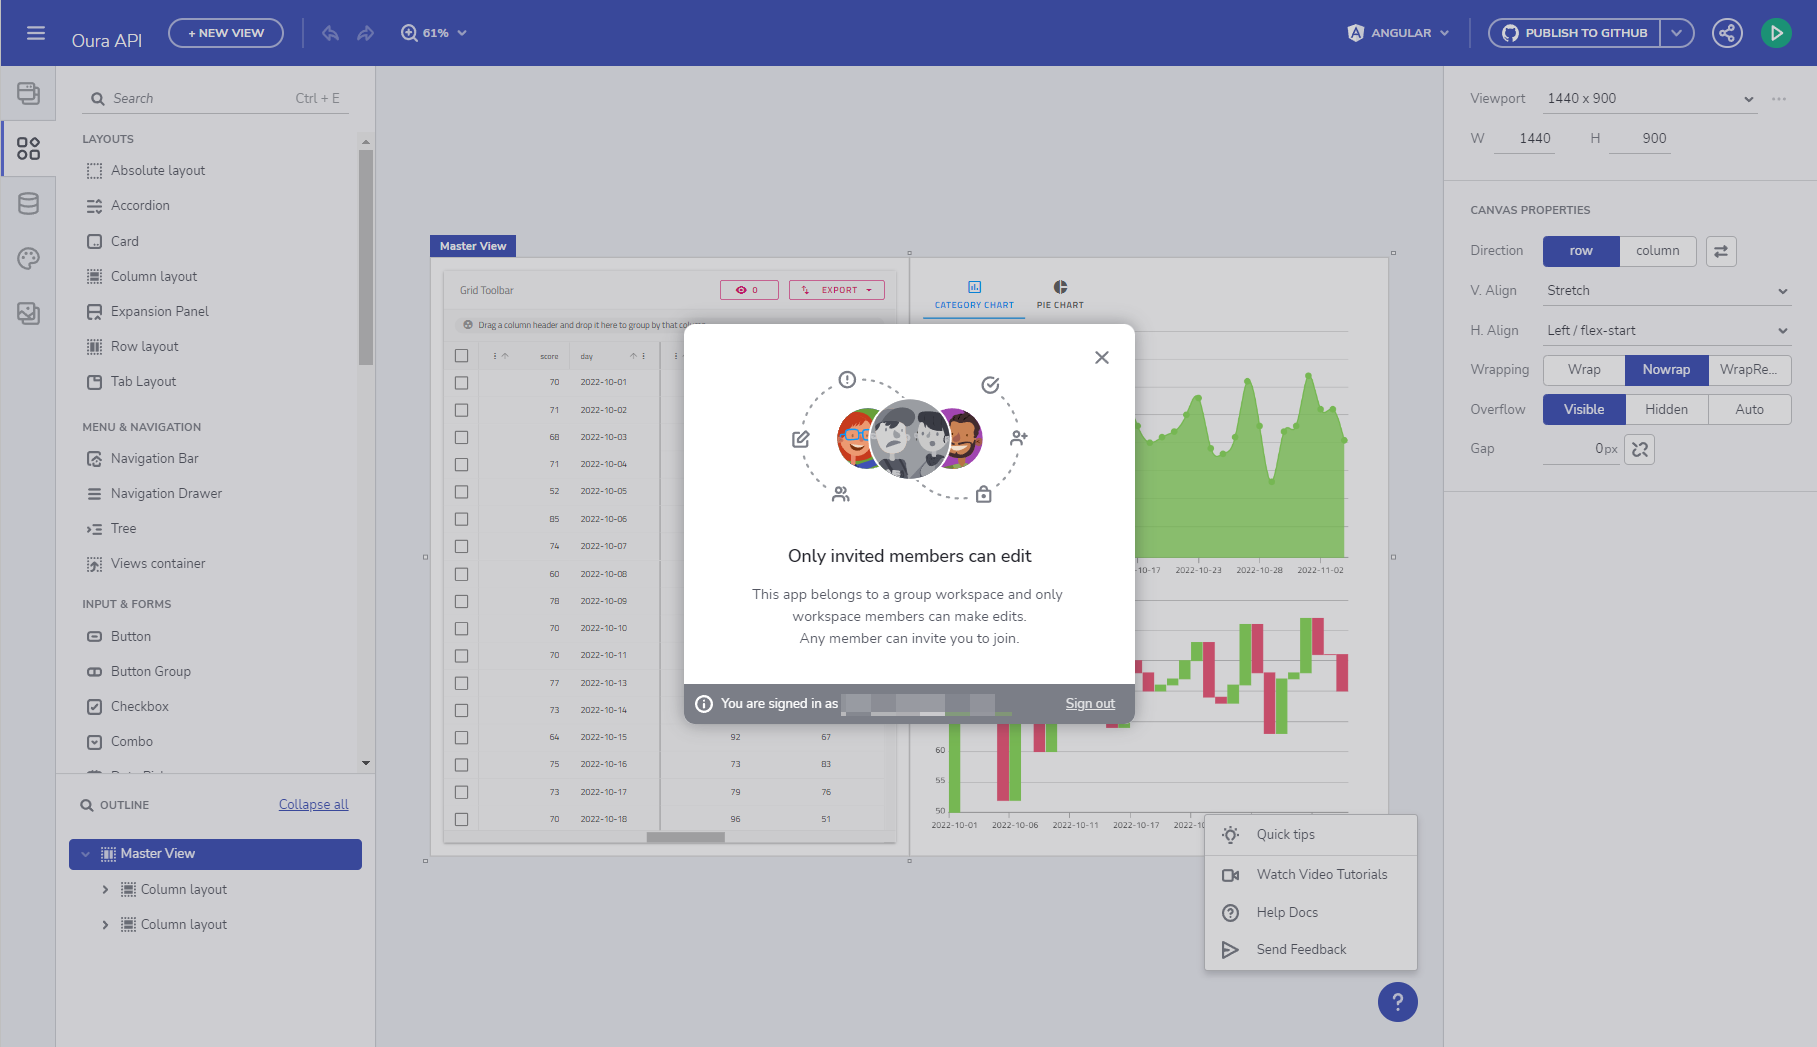 Oura API
+ NEW VIEW
61%
ANGULAR
PUBLISH TO GITHUB
Search
Ctrl + E
LAYOUTS
Absolute layout
Accordion
Card
Column layout
Expansion Panel
Row layout
Tab Layout
MENU & NAVIGATION
Navigation Bar
Navigation Drawer
Tree
Views container
INPUT & FORMS
Button
Button Group
Checkbox
Combo
OUTLINE
Collapse all
Master View
Column layout
Column layout
Master View
Grid Toolbar
0
EXPORT
Drag a column header and drop it here to group by that
score
day
70 2022-10-01
71 2022-10-02
68 2022-10-03
71 2022-10-04
52 2022-10-05
85 2022-10-06
74 2022-10-07
60 2022-10-08
78 2022-10-09
70 2022-10-10
70 2022-10-11
77 2022-10-13
73 2022-10-14
64 2022-10-15 92 67
75 2022-10-16 73 83
73 2022-10-17 79 76
70 2022-10-18 96 51
CATEGORY CHART
PIE CHART
-10-17 2022-10-23 2022-10-28 2022-11-02
60
55
50
2022-10-01 2022-10-06 2022-10-11 2022-10-17 2022-10
Only invited members can edit
This app belongs to a group workspace and only
workspace members can make edits.
Any member can invite you to join.
You are signed in as
Sign out
Quick tips
Watch Video Tutorials
Help Docs
Send Feedback
?
Viewport
1440 x 900
W 1440 H 900
CANVAS PROPERTIES
Direction row column
V. Align Stretch
H. Align Left / flex-start
Wrapping Wrap Nowrap WrapRe...
Overflow Visible Hidden Auto
Gap 0px